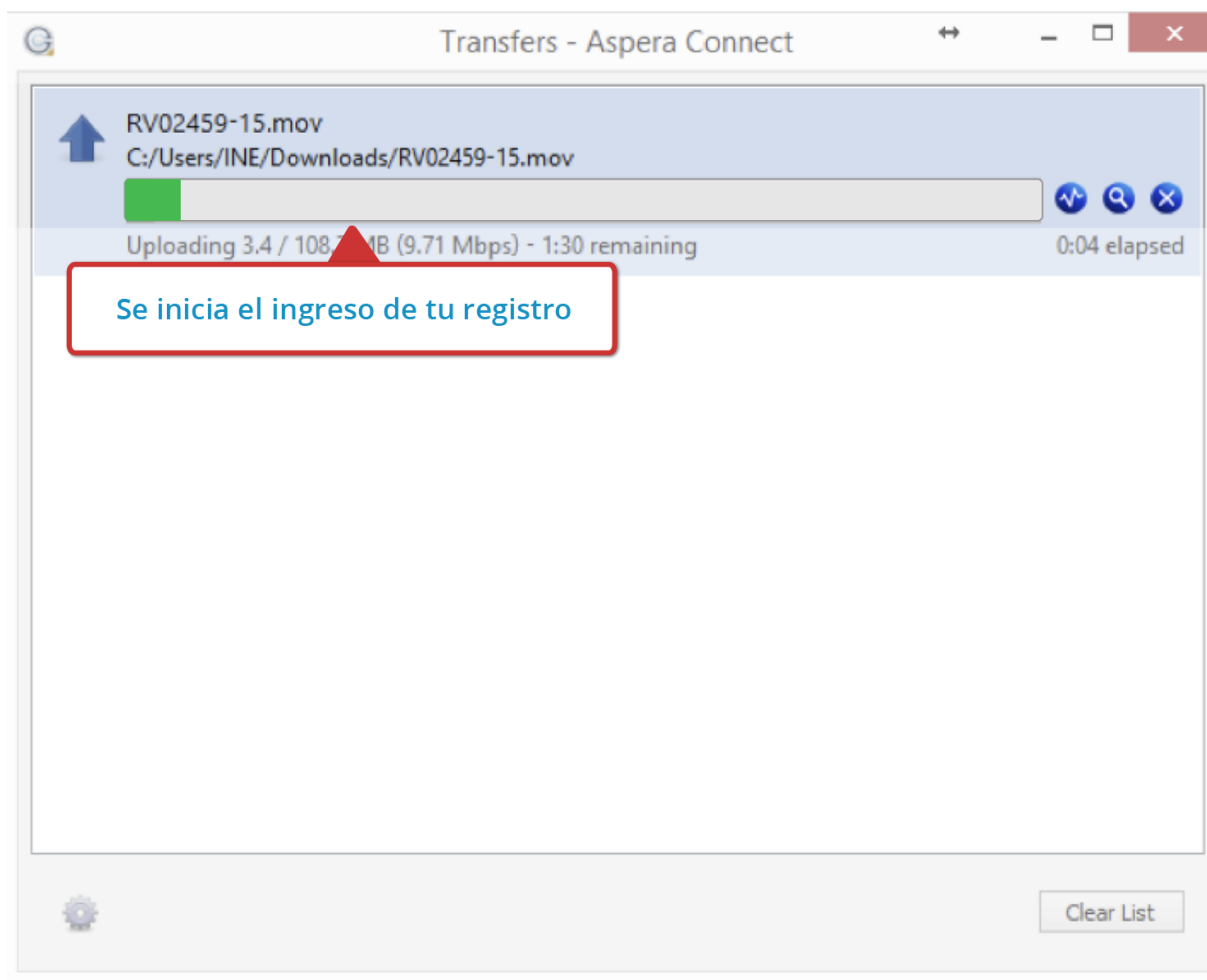 Transfers - Aspera Connect
RV02459-15.mov
C:/Users/INE/Downloads/RV02459-15.mov
Uploading 3.4 / 108. MB (9.71 Mbps) - 1:30 remaining
0:04 elapsed
Se inicia el ingreso de tu registro
Clear List